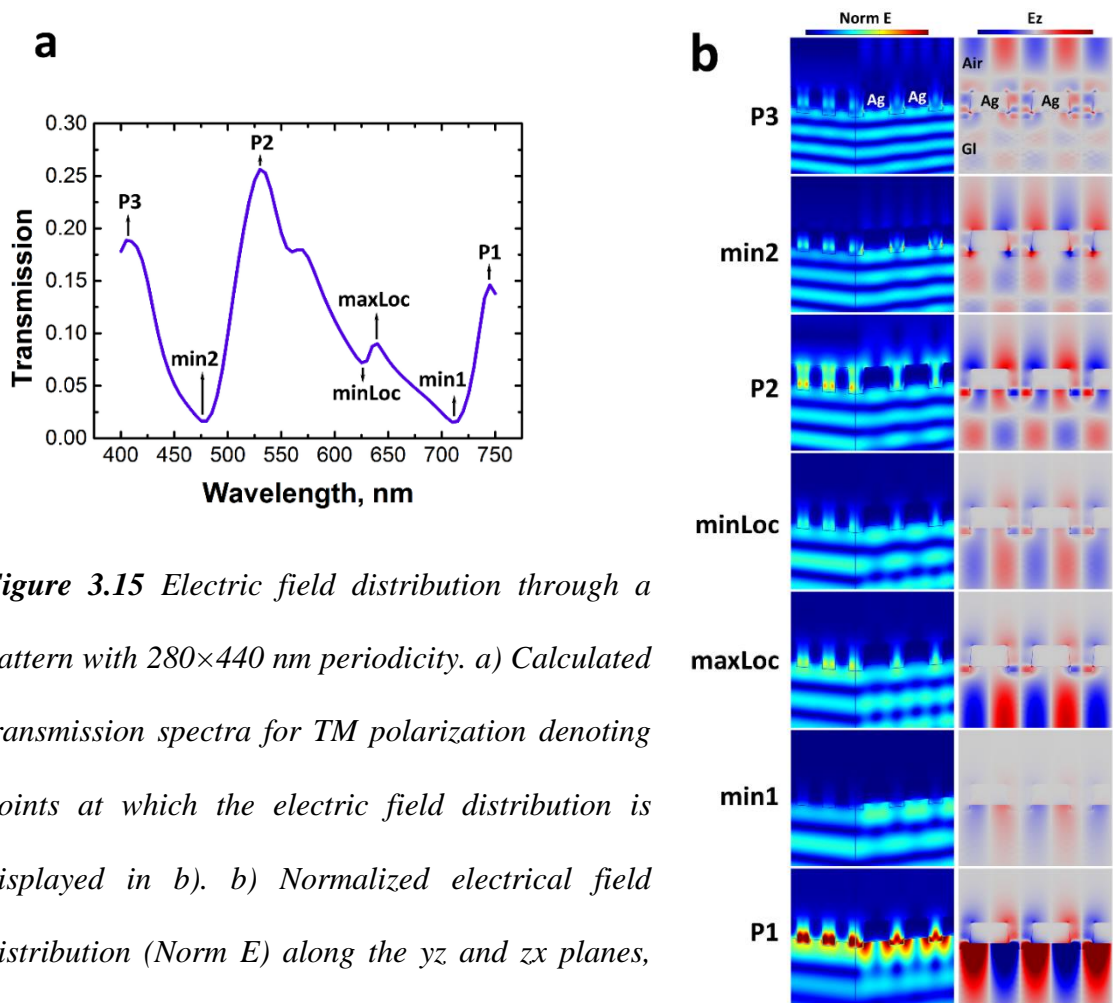 a
0.30
0.25
0.20
0.15
0.10
0.05
0.00
Transmission
P3
min2
P2
maxLoc
minLoc
min1
P1
400 450 500 550 600 650 700 750
Wavelength, nm
igure 3.15 Electric field distribution through a
attern with 280×440 nm periodicity. a) Calculated
ransmission spectra for TM polarization denoting
oints at which the electric field distribution is
isplayed in b). b) Normalized electrical field
istribution (Norm E) along the yz and zx planes,
b
Norm E Ez
P3
Ag Ag
Air
Ag Ag
Gl
min2
P2
minLoc
maxLoc
min1
P1